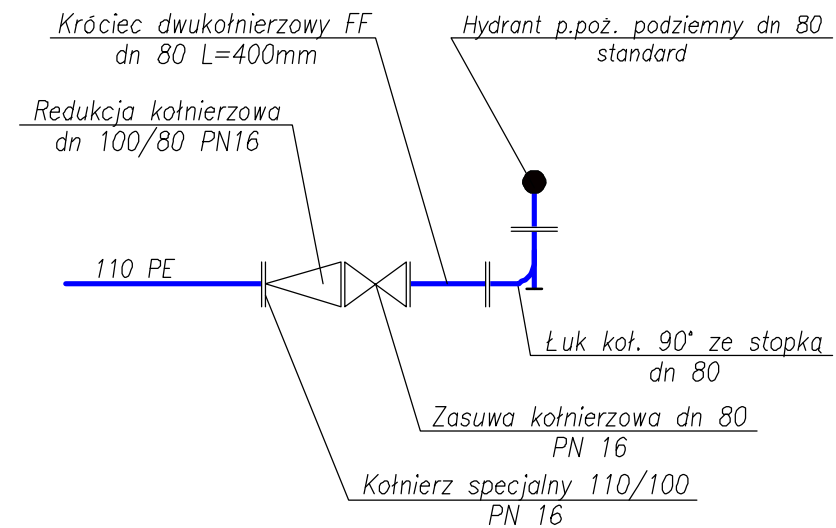 Króciec dwukołnierzowy FF
dn 80 L=400mm
Hydrant p.poż. podziemny dn 80
standard
Redukcja kołnierzowa
dn 100/80 PN16
110 PE
Łuk koł. 90° ze stopką
dn 80
Zasuwa kołnierzowa dn 80
PN 16
Kołnierz specjalny 110/100
PN 16